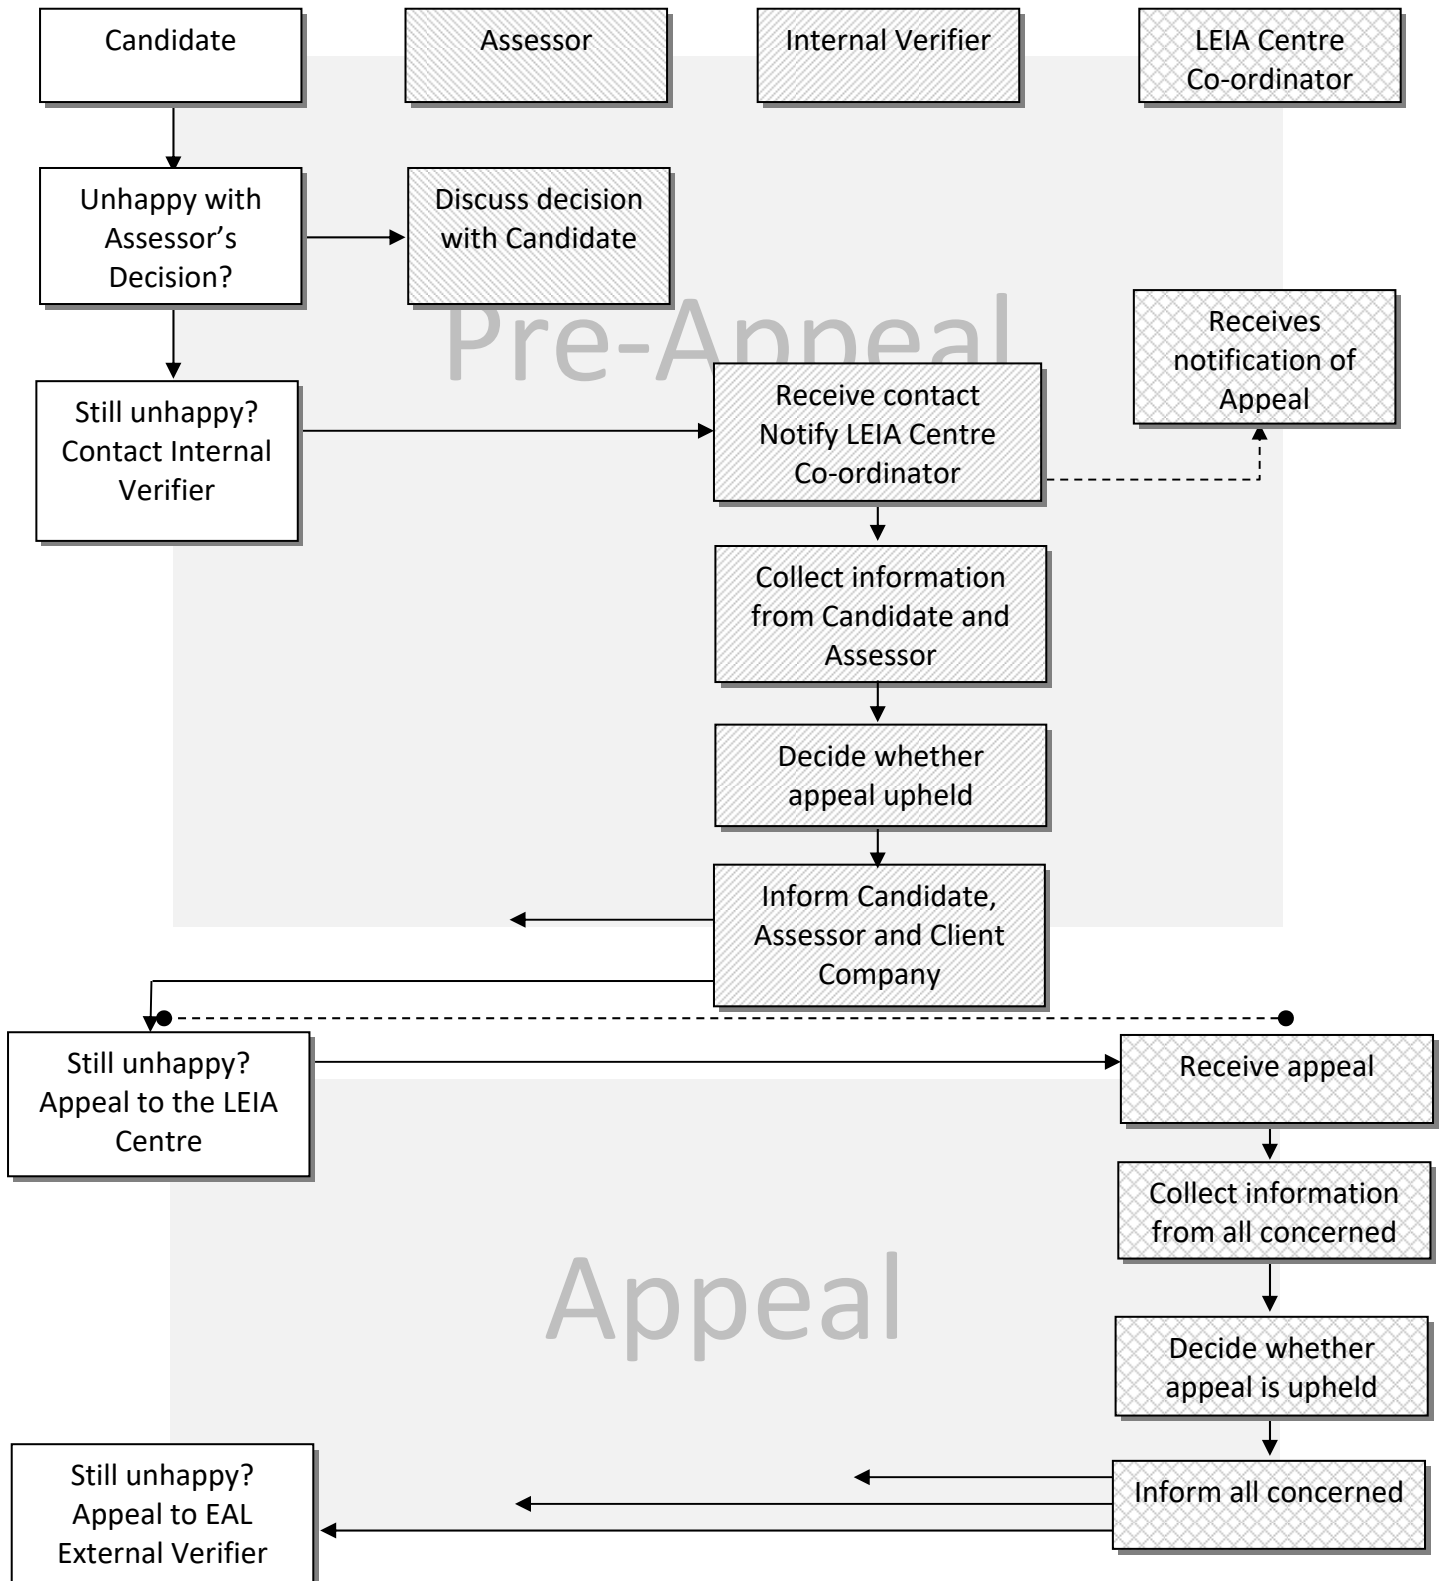 Candidate
Assessor
Internal Verifier
LEIA Centre
Co-ordinator
Unhappy with
Assessor’s
Decision?
Discuss decision
with Candidate
Pre-Appeal
Receives
notification of
Appeal
Still unhappy?
Contact Internal
Verifier
Receive contact
Notify LEIA Centre
Co-ordinator
Collect information
from Candidate and
Assessor
Decide whether
appeal upheld
Inform Candidate,
Assessor and Client
Company
Still unhappy?
Appeal to the LEIA
Centre
Receive appeal
Collect information
from all concerned
Appeal
Decide whether
appeal is upheld
Still unhappy?
Appeal to EAL
External Verifier
Inform all concerned